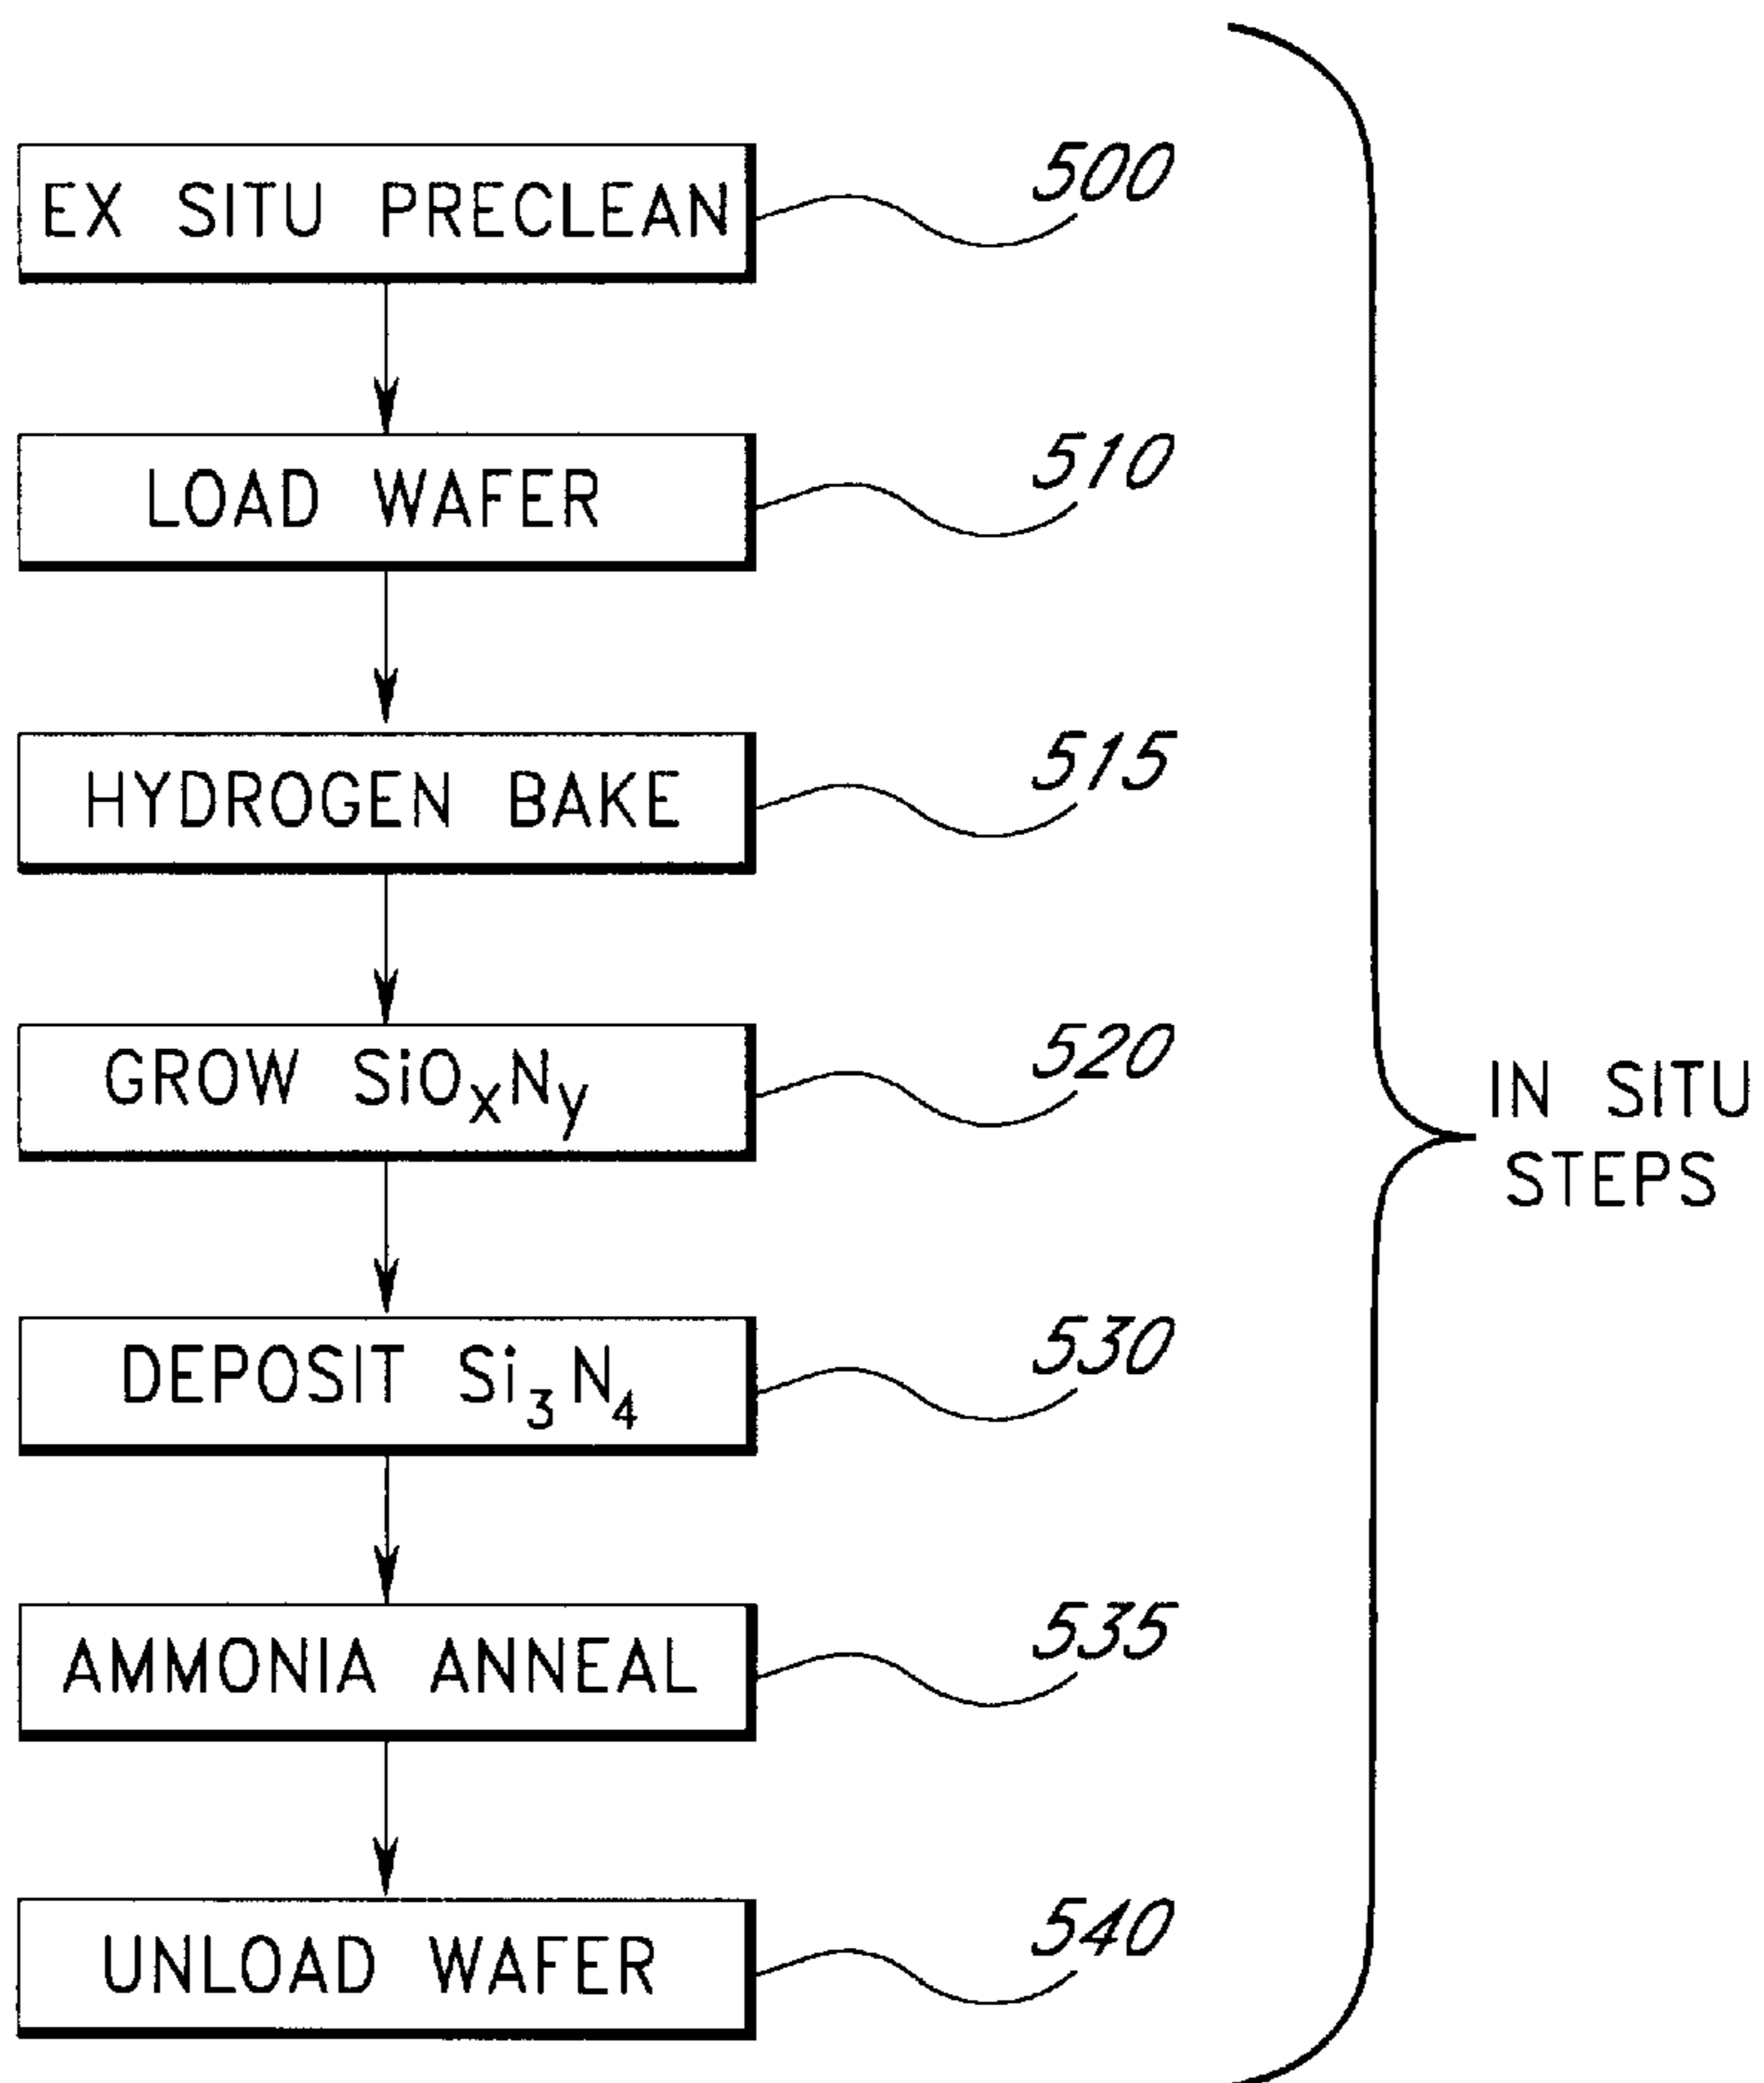 EX SITU PRECLEAN 500
LOAD WAFER 510
HYDROGEN BAKE 515
GROW SiOxNy 520
DEPOSIT Si3N4 530
AMMONIA ANNEAL 535
UNLOAD WAFER 540
IN SITU
STEPS